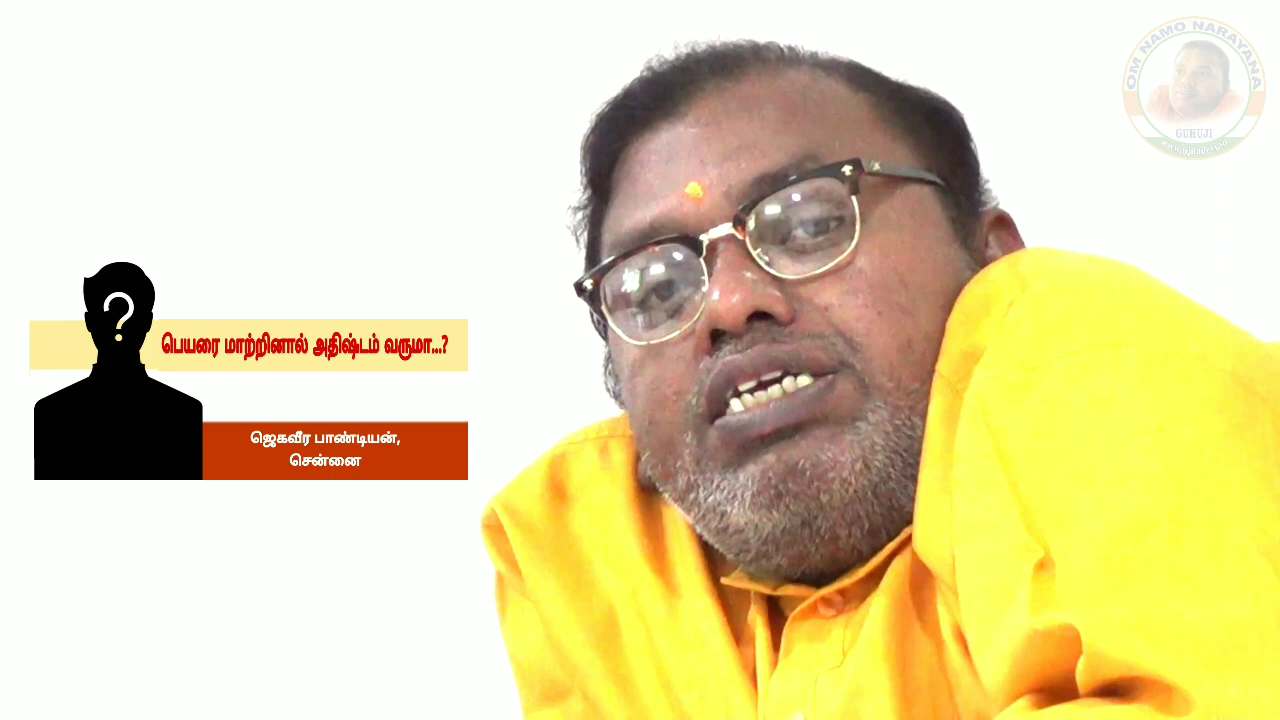 பெயரை மாற்றினால் அதிஷ்டம் வருமா...?
ஜெகவீர பாண்டியன்,
சென்னை
OM NAMO NARAYANA
GURUJI